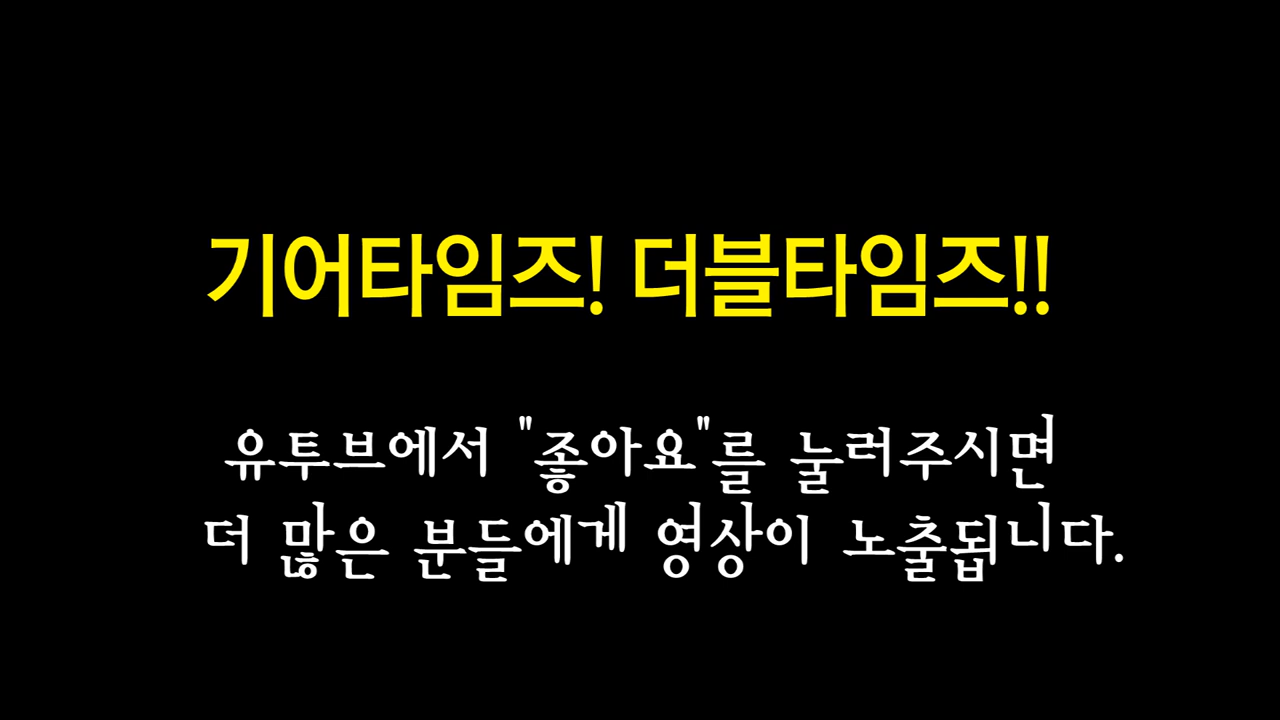 기어타임즈! 더블타임즈!!
유투브에서 "좋아요"를 눌러주시면
더 많은 분들에게 영상이 노출됩니다.